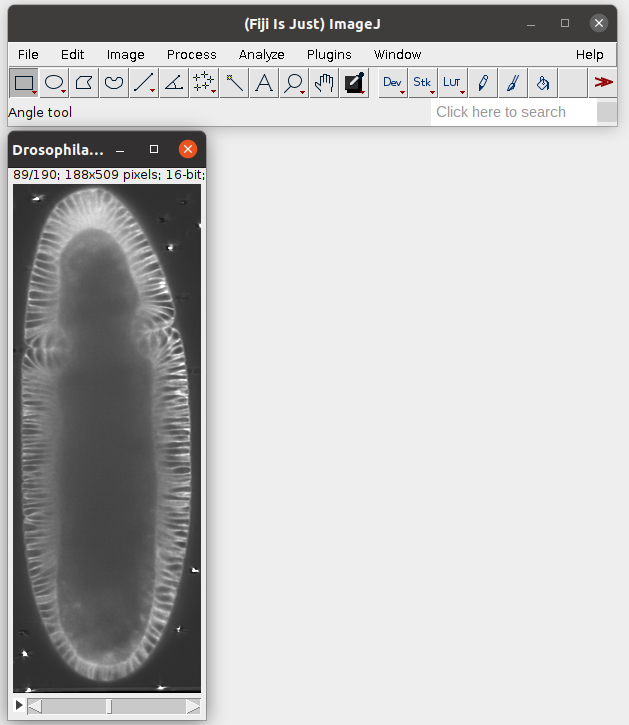 (Fiji Is Just) ImageJ
File Edit Image Process Analyze Plugins Window Help
A Dev Stk LUT
Angle tool Click here to search
Drosophila...
89/190; 188x509 pixels; 16-bit;